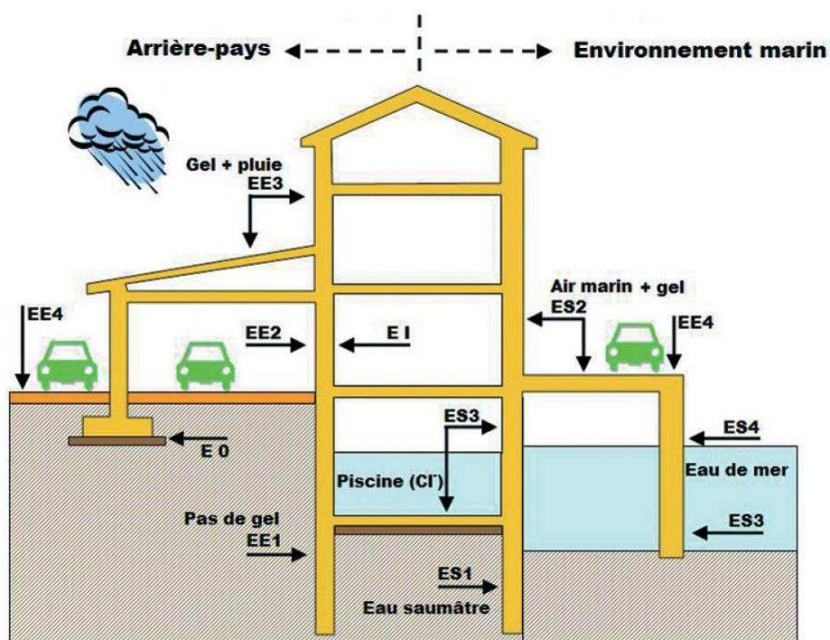 Arrière-pays
Environnement marin
Gel + pluie
EE3
Air marin + gel
ES2
EE4
EE4
EE2
E I
ES3
ES4
E 0
Piscine (Cl⁻)
Eau de mer
Pas de gel
EE1
ES3
ES1
Eau saumâtre